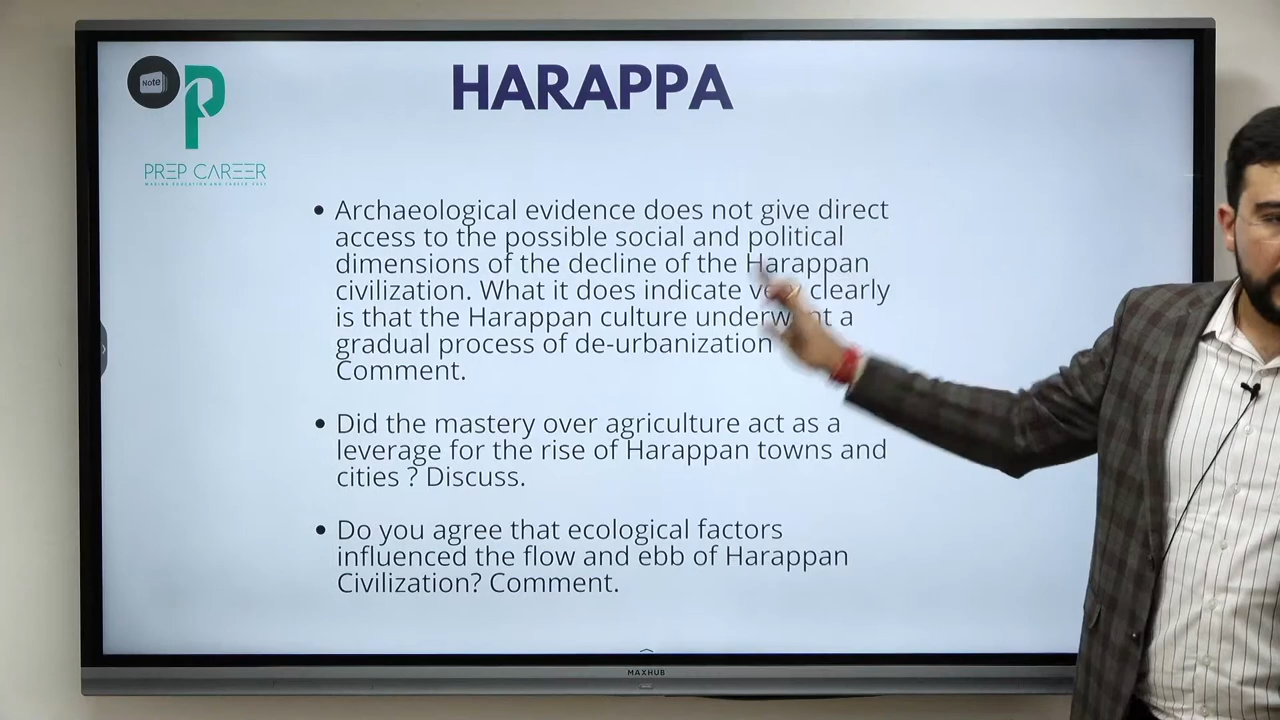 Note
PREP CAREER
MAKING EDUCATION AND CAREER EASY
HARAPPA
• Archaeological evidence does not give direct
access to the possible social and political
dimensions of the decline of the Harappan
civilization. What it does indicate very clearly
is that the Harappan culture underwent a
gradual process of de-urbanization
Comment.
• Did the mastery over agriculture act as a
leverage for the rise of Harappan towns and
cities ? Discuss.
• Do you agree that ecological factors
influenced the flow and ebb of Harappan
Civilization? Comment.
MAXHUB